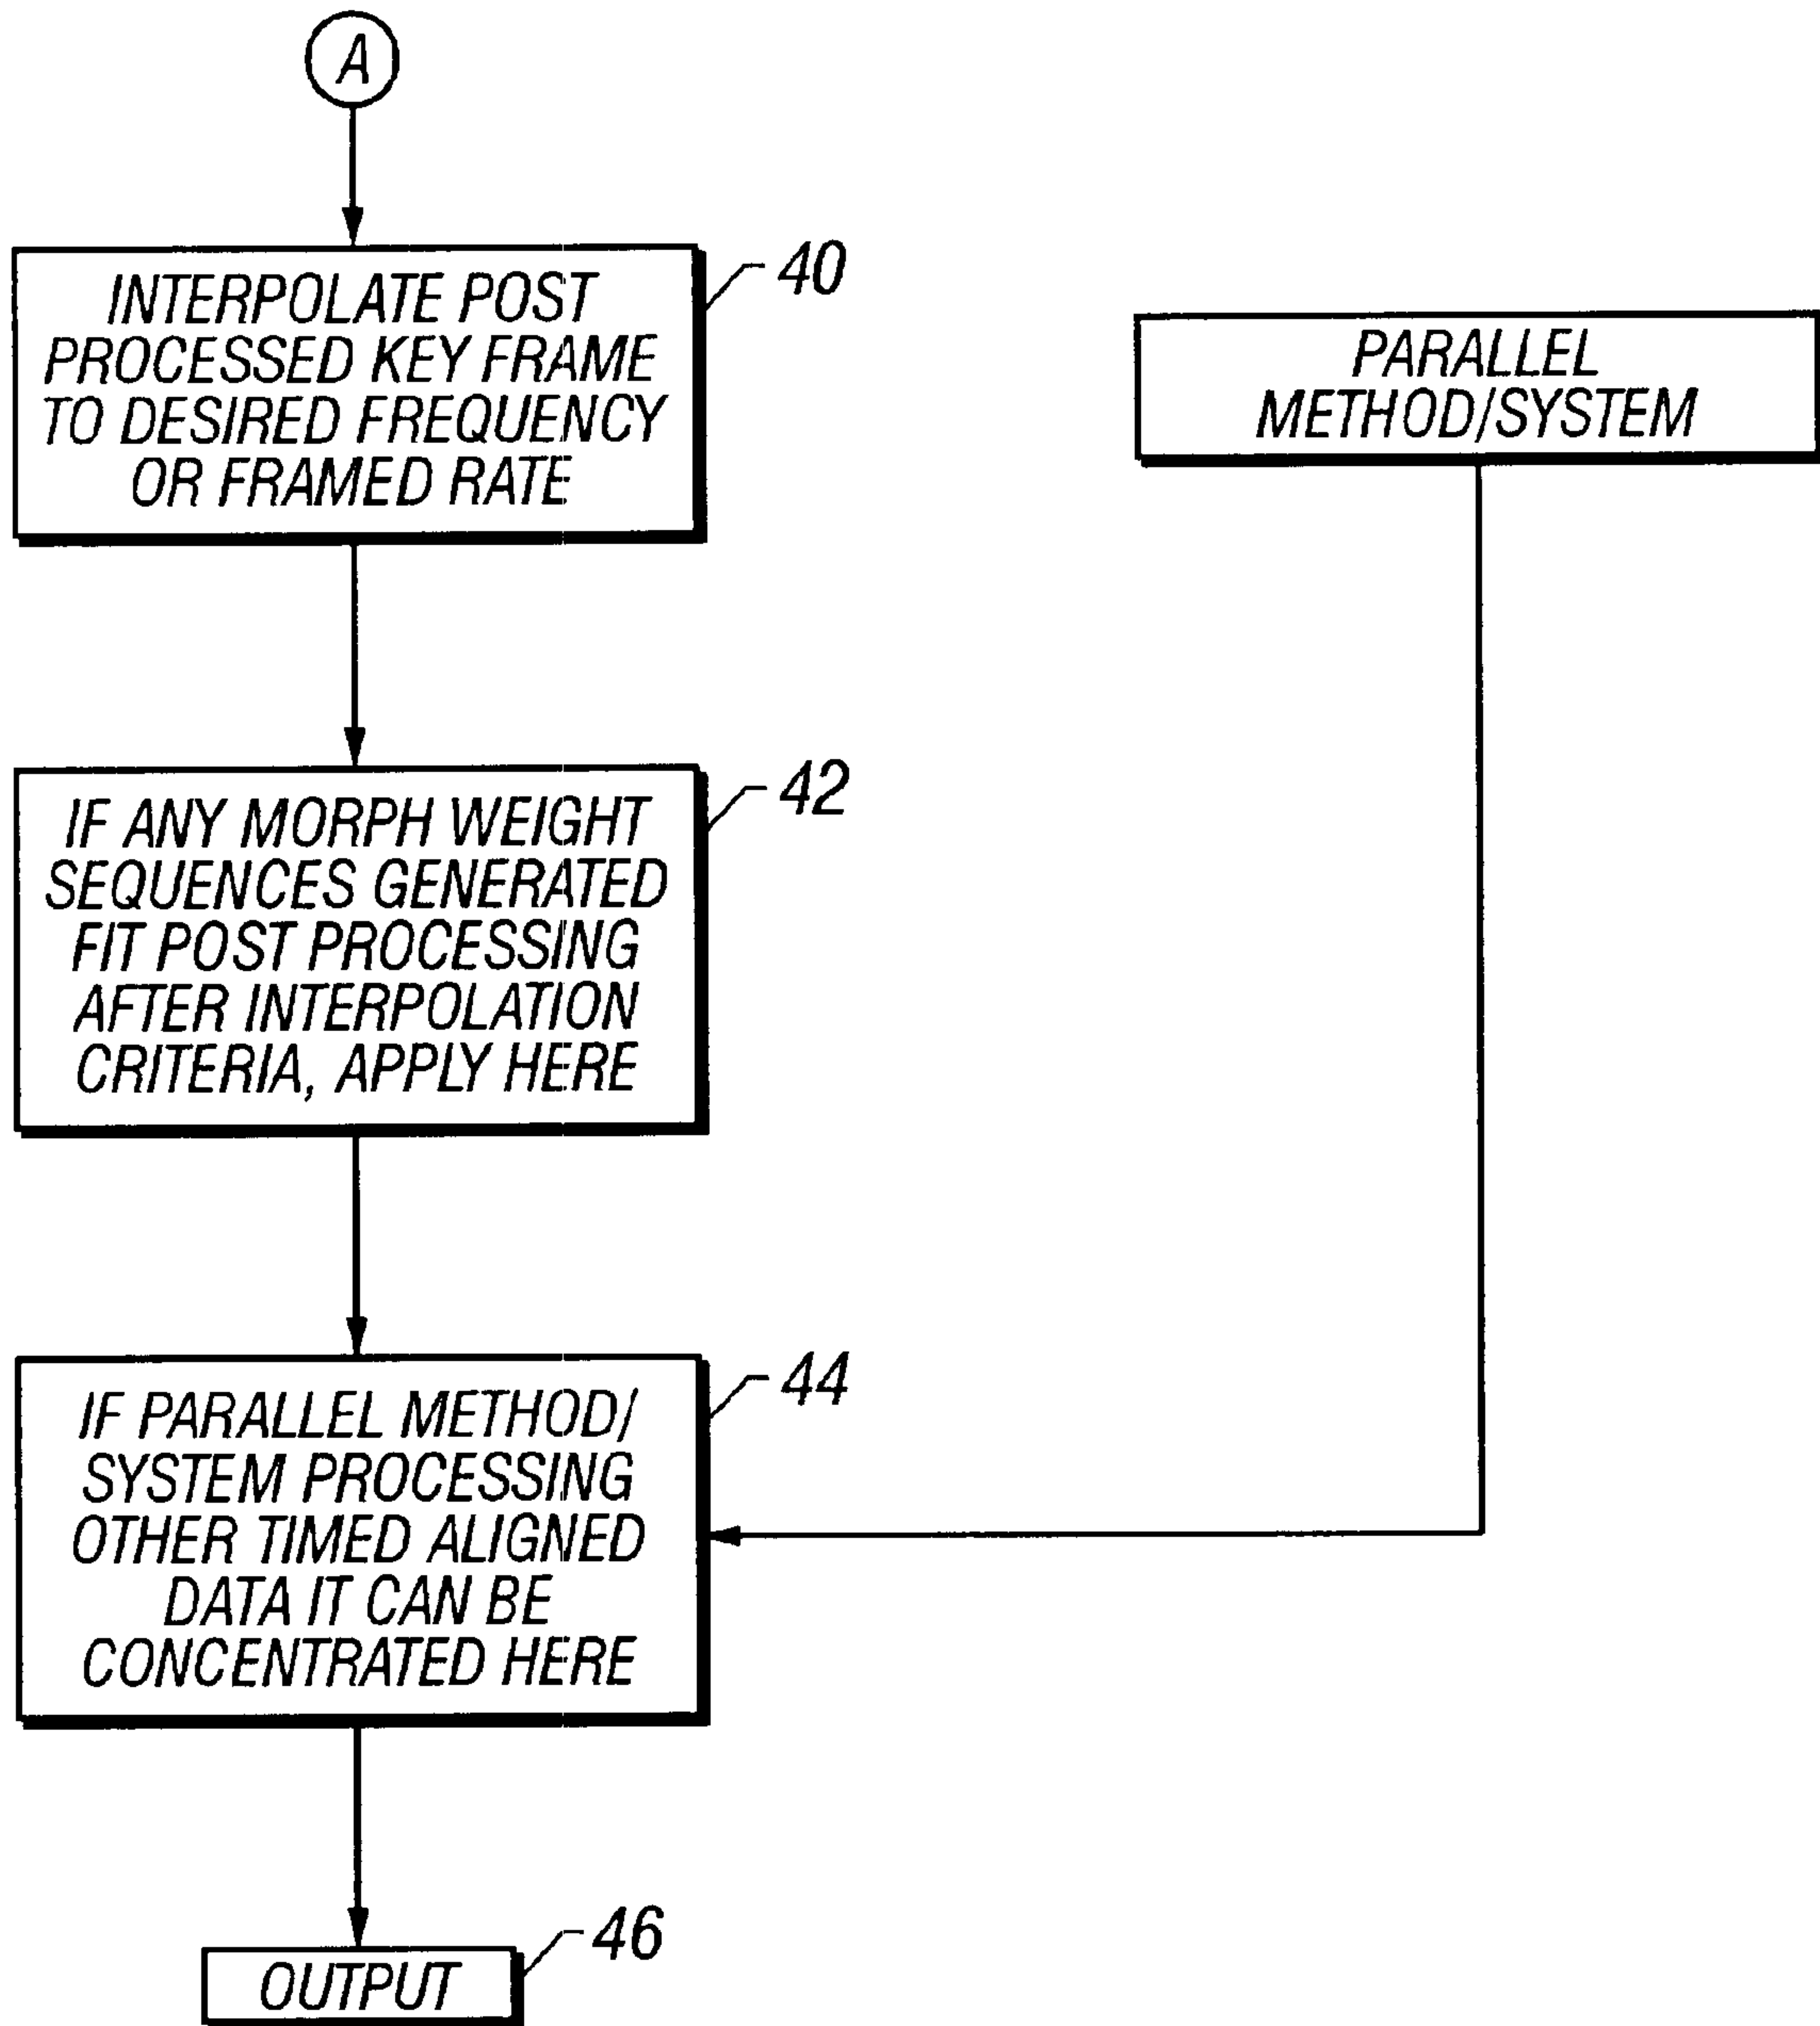 A
INTERPOLATE POST
PROCESSED KEY FRAME
TO DESIRED FREQUENCY
OR FRAMED RATE
40
PARALLEL
METHOD/SYSTEM
IF ANY MORPH WEIGHT
SEQUENCES GENERATED
FIT POST PROCESSING
AFTER INTERPOLATION
CRITERIA, APPLY HERE
42
IF PARALLEL METHOD/
SYSTEM PROCESSING
OTHER TIMED ALIGNED
DATA IT CAN BE
CONCENTRATED HERE
44
OUTPUT
46